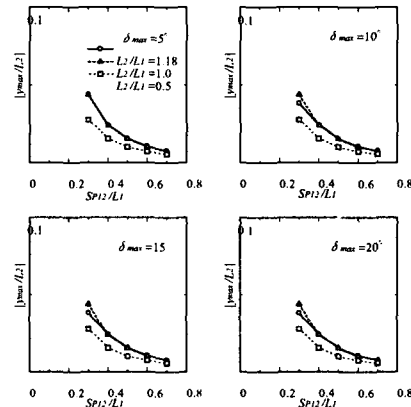 0.1
δ max = 5°
L2/L1 = 1.18
L2/L1 = 1.0
L2/L1 = 0.5
|ymax/L2|
0 0.2 0.4 0.6 0.8
SP12/L1
0.1
δ max = 10°
|ymax/L2|
0 0.2 0.4 0.6 0.8
SP12/L1
0.1
δ max = 15
|ymax/L2|
0 0.2 0.4 0.6 0.8
SP12/L1
0.1
δ max = 20°
|ymax/L2|
0 0.2 0.4 0.6 0.8
SP12/L1